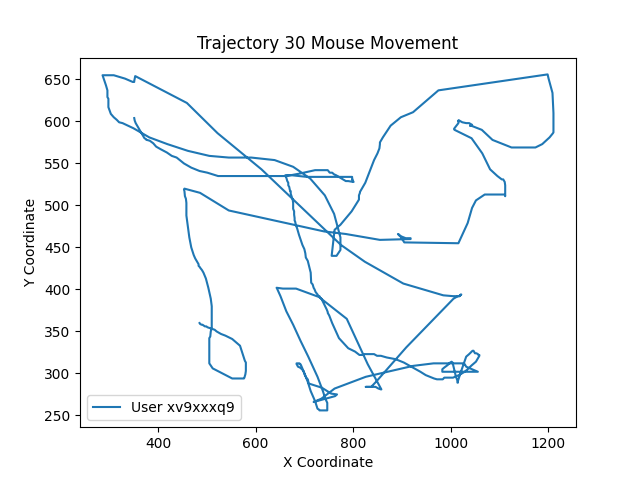 Trajectory 30 Mouse Movement
Y Coordinate
650
600
550
500
450
400
350
300
250
400 600 800 1000 1200
X Coordinate
User xv9xxxq9